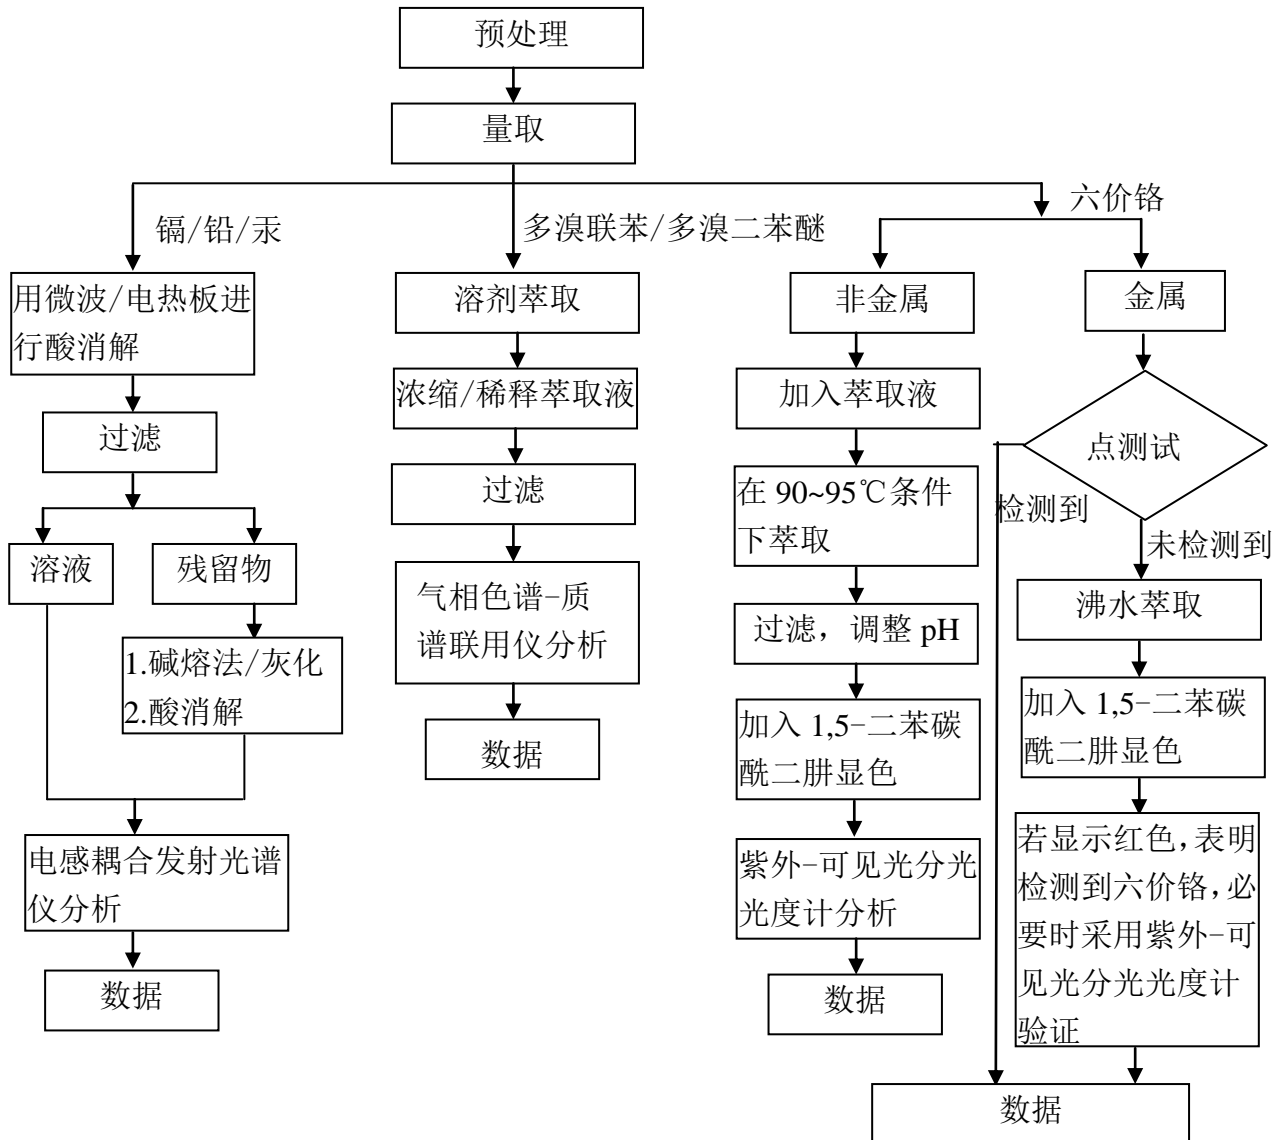 预处理
量取
镉/铅/汞
多溴联苯/多溴二苯醚
六价铬
用微波/电热板进
行酸消解
过滤
溶液
残留物
1.碱熔法/灰化
2.酸消解
电感耦合发射光谱
仪分析
数据
溶剂萃取
浓缩/稀释萃取液
过滤
气相色谱-质
谱联用仪分析
数据
非金属
加入萃取液
在 90~95℃条件
下萃取
过滤，调整 pH
加入 1,5-二苯碳
酰二肼显色
紫外-可见光分光
光度计分析
数据
金属
点测试
检测到
未检测到
沸水萃取
加入 1,5-二苯碳
酰二肼显色
若显示红色，表明
检测到六价铬，必
要时采用紫外-可
见光分光光度计
验证
数据